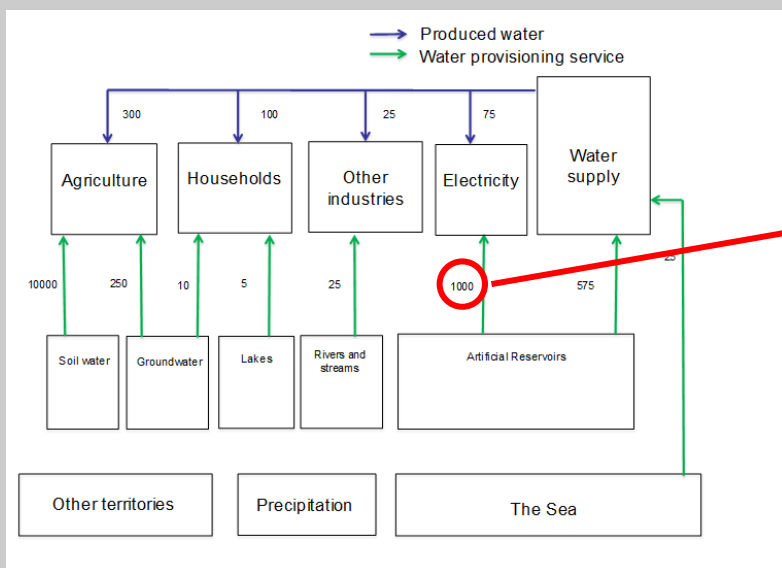 Produced water
Water provisioning service
300
100
25
75
Agriculture
Households
Other
industries
Electricity
Water
supply
10000
250
10
5
25
1000
575
25
Soil water
Groundwater
Lakes
Rivers and
streams
Artificial Reservoirs
Other territories
Precipitation
The Sea